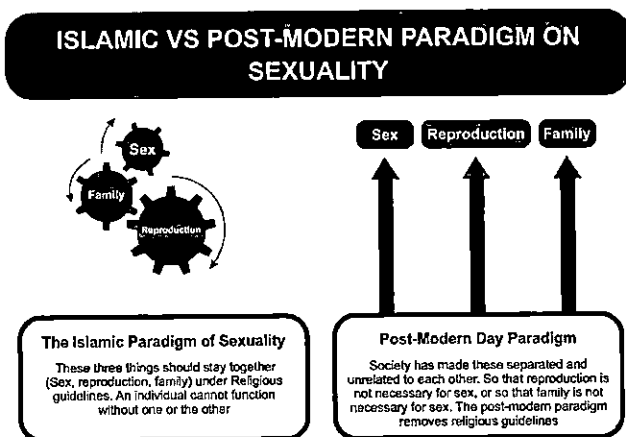 ISLAMIC VS POST-MODERN PARADIGM ON
SEXUALITY
Sex
Family
Reproduction
Sex
Reproduction
Family
The Islamic Paradigm of Sexuality
These three things should stay together
(Sex, reproduction, family) under Religious
guidelines. An individual cannot function
without one or the other
Post-Modern Day Paradigm
Society has made these separated and
unrelated to each other. So that reproduction is
not necessary for sex, or so that family is not
necessary for sex. The post-modern paradigm
removes religious guidelines